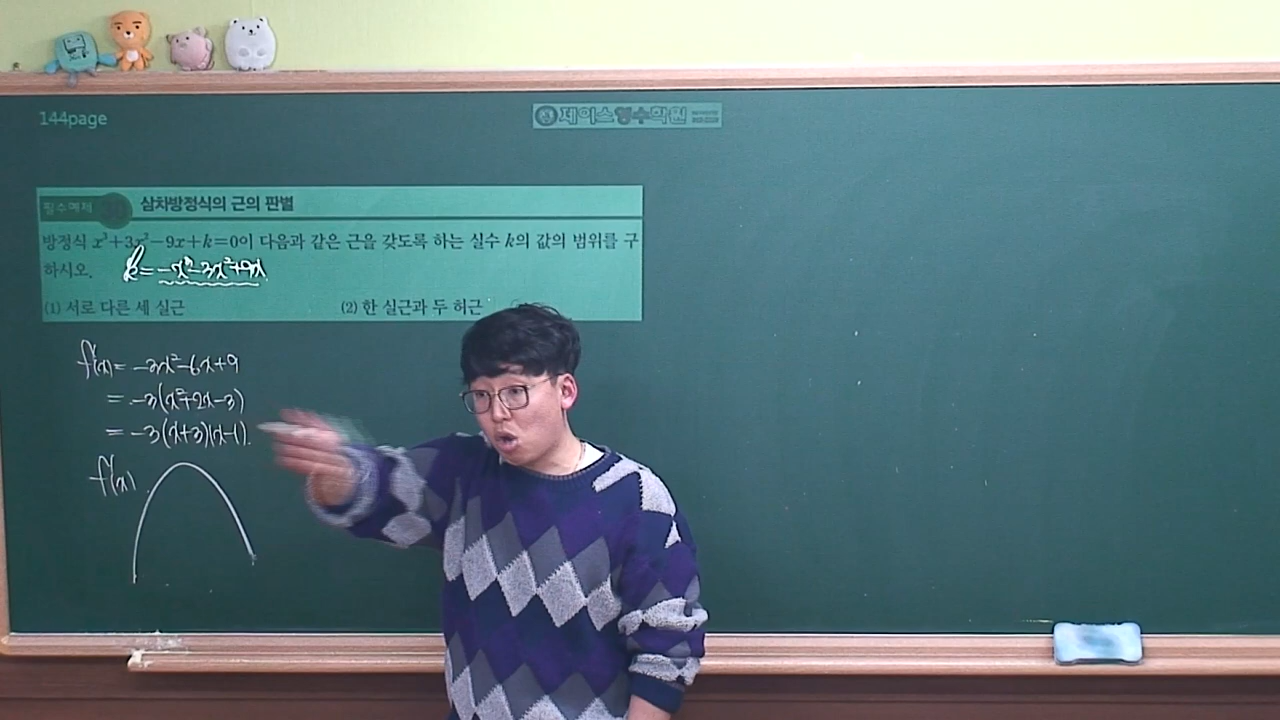 144page
제이스영수학원
필수예제
삼차방정식의 근의 판별
방정식 x³+3x²−9x+k=0이 다음과 같은 근을 갖도록 하는 실수 k의 값의 범위를 구
하시오. k=-x³-3x²+9x
(1) 서로 다른 세 실근 (2) 한 실근과 두 허근
f'(x)= -3x²-6x+9
= -3(x²+2x-3)
= -3(x+3)(x-1).
f'(x)